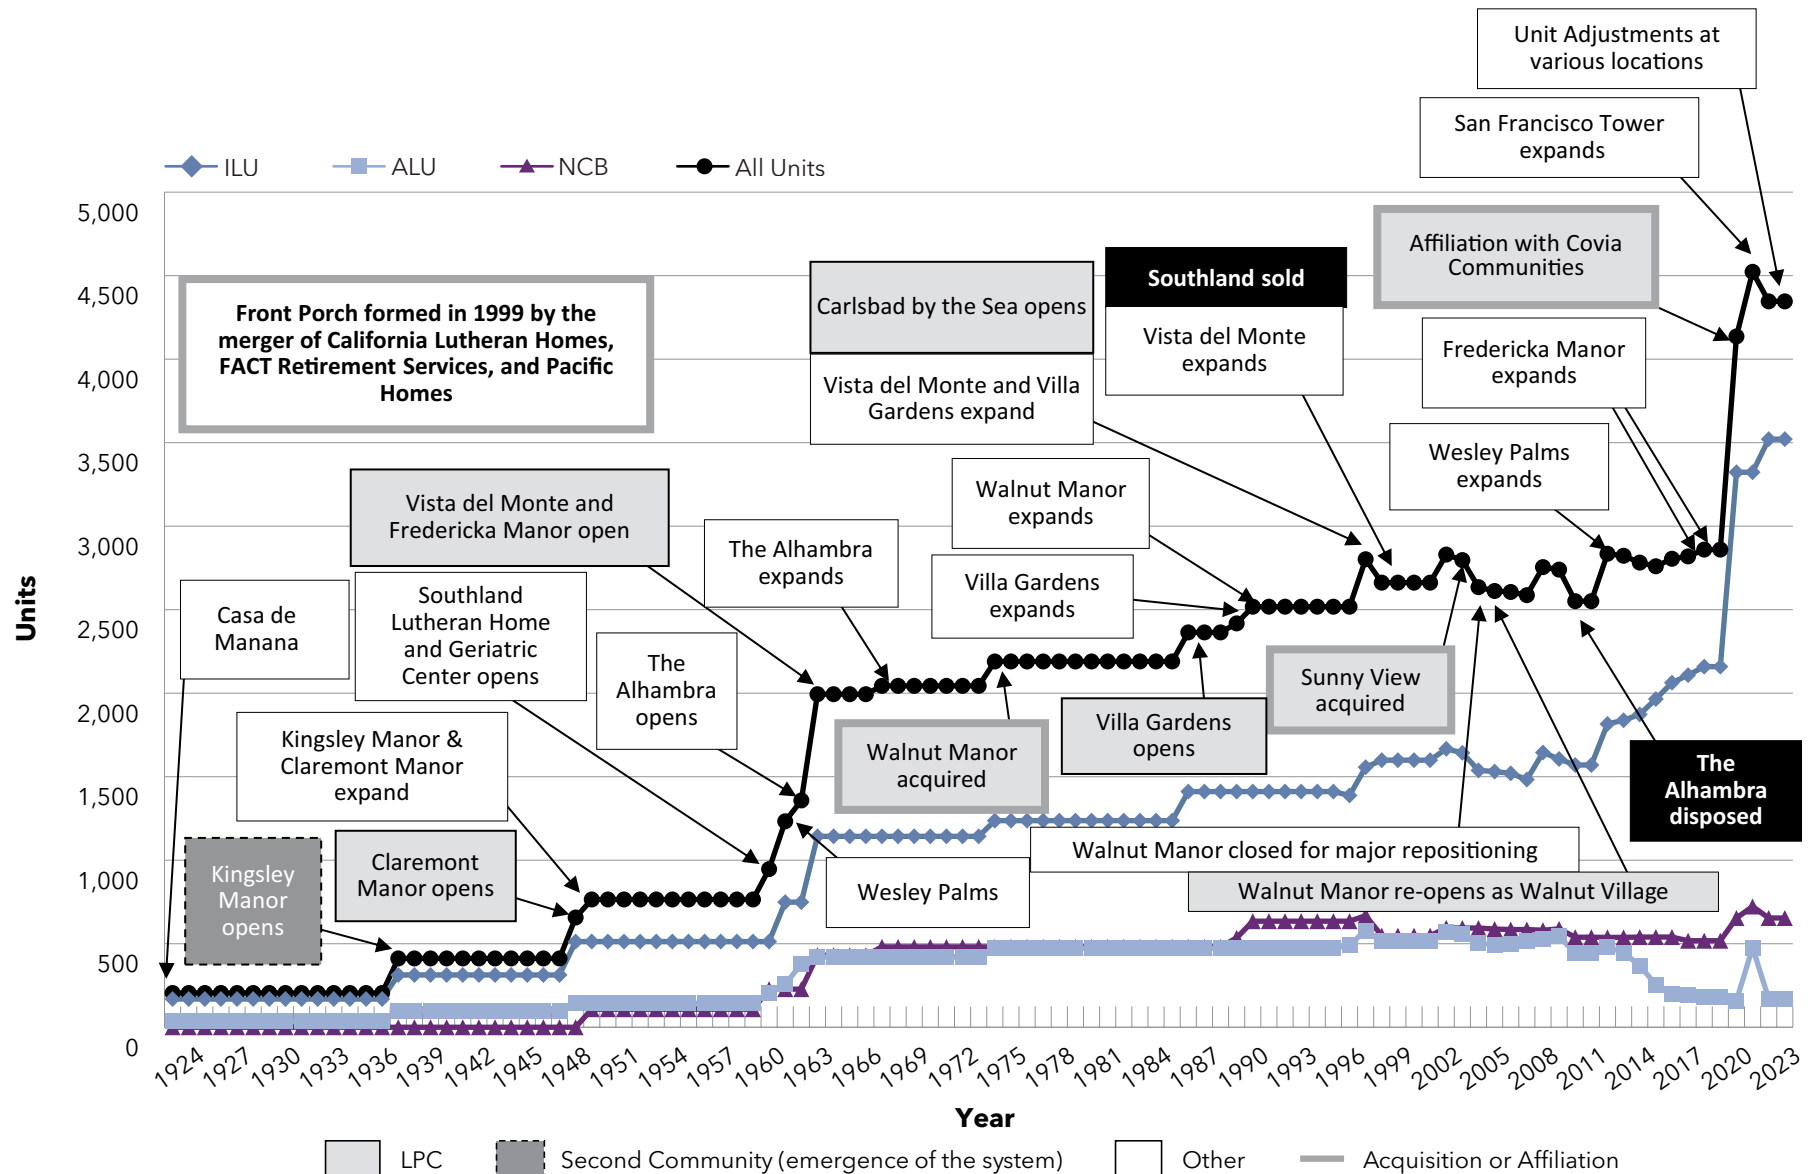 Unit Adjustments at
various locations
San Francisco Tower
expands
ILU
ALU
NCB
All Units
5,000
4,500
4,000
3,500
3,000
2,500
2,000
1,500
1,000
500
0
Units
Front Porch formed in 1999 by the
merger of California Lutheran Homes,
FACT Retirement Services, and Pacific
Homes
Carlsbad by the Sea opens
Vista del Monte and Villa
Gardens expand
Southland sold
Vista del Monte
expands
Affiliation with Covia
Communities
Fredericka Manor
expands
Wesley Palms
expands
Vista del Monte and
Fredericka Manor open
The Alhambra
expands
Walnut Manor
expands
Villa Gardens
expands
Casa de
Manana
Southland
Lutheran Home
and Geriatric
Center opens
The
Alhambra
opens
Kingsley Manor &
Claremont Manor
expand
Walnut Manor
acquired
Villa Gardens
opens
Sunny View
acquired
The
Alhambra
disposed
Kingsley
Manor
opens
Claremont
Manor opens
Wesley Palms
Walnut Manor closed for major repositioning
Walnut Manor re-opens as Walnut Village
1924
1927
1930
1933
1936
1939
1942
1945
1948
1951
1954
1957
1960
1963
1966
1969
1972
1975
1978
1981
1984
1987
1990
1993
1996
1999
2002
2005
2008
2011
2014
2017
2020
2023
Year
LPC
Second Community (emergence of the system)
Other
Acquisition or Affiliation